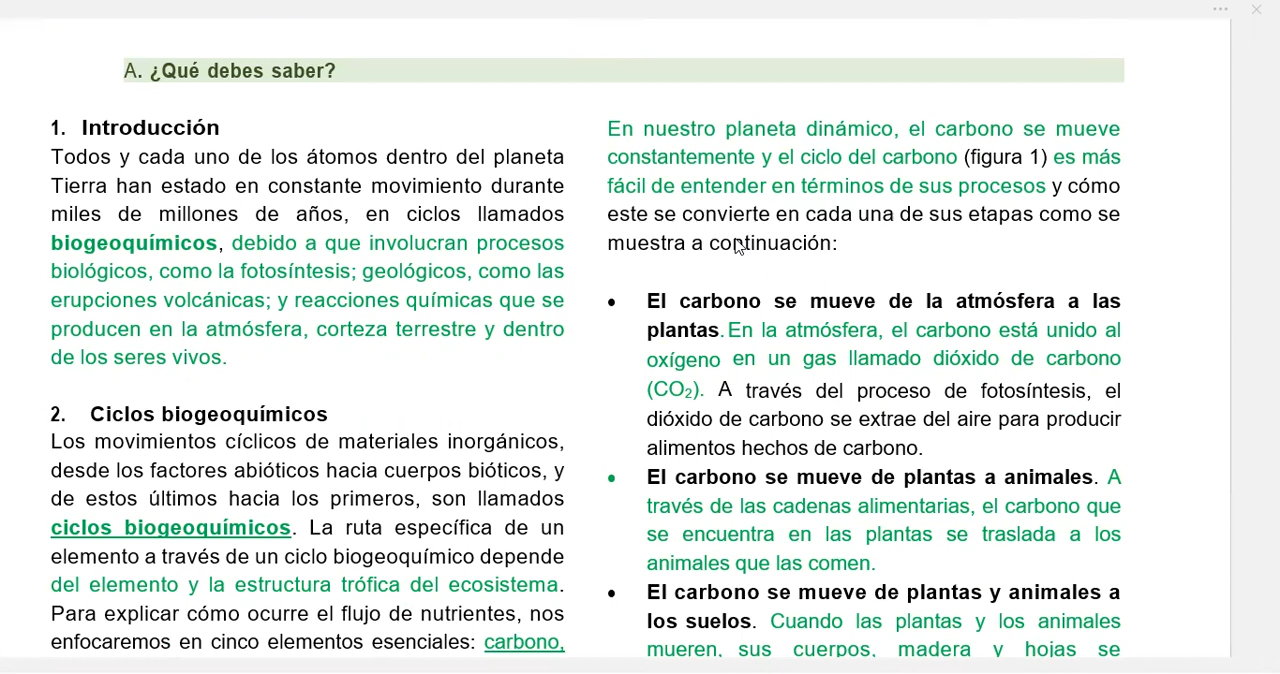 A. ¿Qué debes saber?
1. Introducción
Todos y cada uno de los átomos dentro del planeta
Tierra han estado en constante movimiento durante
miles de millones de años, en ciclos llamados
biogeoquímicos, debido a que involucran procesos
biológicos, como la fotosíntesis; geológicos, como las
erupciones volcánicas; y reacciones químicas que se
producen en la atmósfera, corteza terrestre y dentro
de los seres vivos.
2. Ciclos biogeoquímicos
Los movimientos cíclicos de materiales inorgánicos,
desde los factores abióticos hacia cuerpos bióticos, y
de estos últimos hacia los primeros, son llamados
ciclos biogeoquímicos. La ruta específica de un
elemento a través de un ciclo biogeoquímico depende
del elemento y la estructura trófica del ecosistema.
Para explicar cómo ocurre el flujo de nutrientes, nos
enfocaremos en cinco elementos esenciales: carbono,
En nuestro planeta dinámico, el carbono se mueve
constantemente y el ciclo del carbono (figura 1) es más
fácil de entender en términos de sus procesos y cómo
este se convierte en cada una de sus etapas como se
muestra a continuación:
• El carbono se mueve de la atmósfera a las
plantas. En la atmósfera, el carbono está unido al
oxígeno en un gas llamado dióxido de carbono
(CO₂). A través del proceso de fotosíntesis, el
dióxido de carbono se extrae del aire para producir
alimentos hechos de carbono.
• El carbono se mueve de plantas a animales. A
través de las cadenas alimentarias, el carbono que
se encuentra en las plantas se traslada a los
animales que las comen.
• El carbono se mueve de plantas y animales a
los suelos. Cuando las plantas y los animales
mueren, sus cuerpos, madera y hojas se